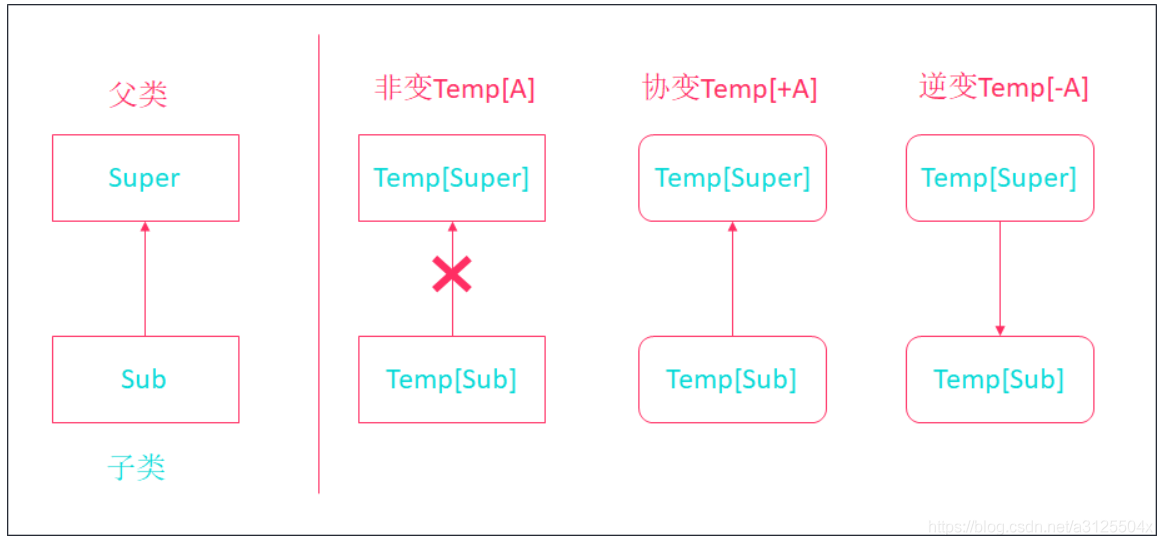 父类
非变Temp[A]
协变Temp[+A]
逆变Temp[-A]
Super
Temp[Super]
Temp[Super]
Temp[Super]
Sub
Temp[Sub]
Temp[Sub]
Temp[Sub]
子类
https://blog.csdn.net/a3125504x